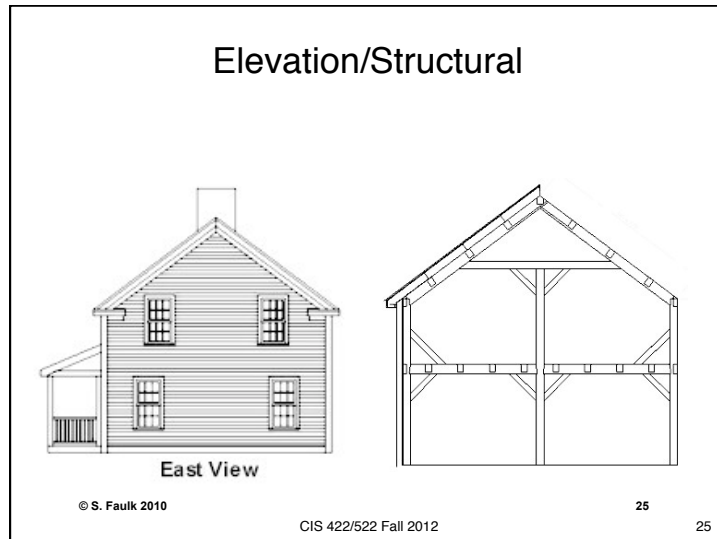 Elevation/Structural
East View
© S. Faulk 2010
25
CIS 422/522 Fall 2012
25